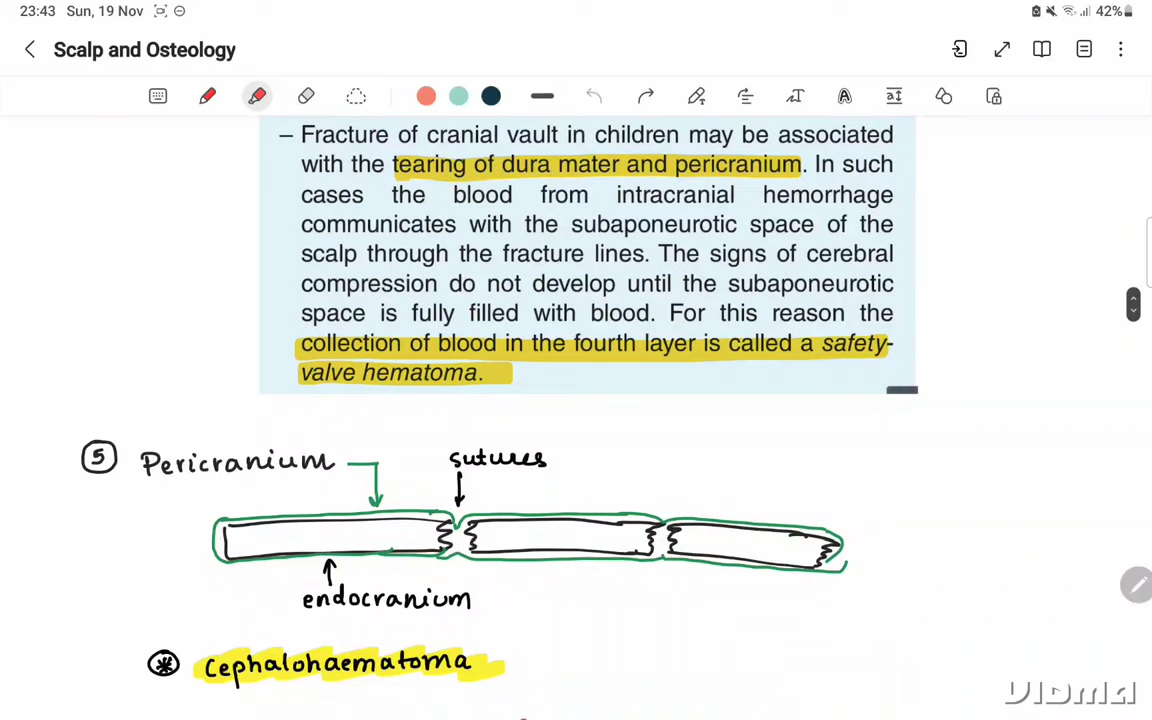 23:43 Sun, 19 Nov
42%
Scalp and Osteology
– Fracture of cranial vault in children may be associated
with the tearing of dura mater and pericranium. In such
cases the blood from intracranial hemorrhage
communicates with the subaponeurotic space of the
scalp through the fracture lines. The signs of cerebral
compression do not develop until the subaponeurotic
space is fully filled with blood. For this reason the
collection of blood in the fourth layer is called a safety-
valve hematoma.
5 Pericranium
sutures
endocranium
cephalohaematoma
VIDMA